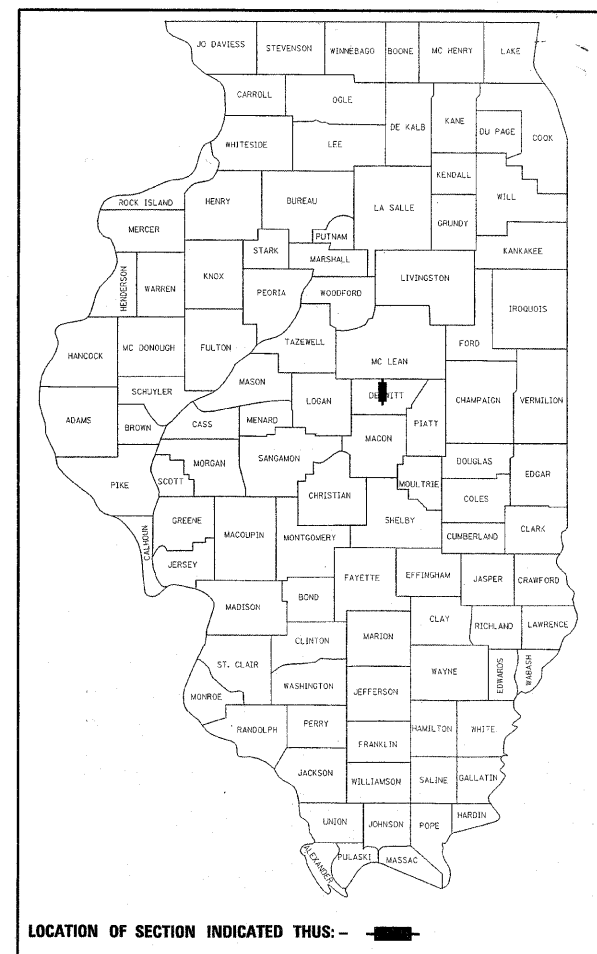 JO DAVIESS
STEVENSON
WINNEBAGO
BOONE
MC HENRY
LAKE
CARROLL
OGLE
DE KALB
KANE
DU PAGE
COOK
WHITESIDE
LEE
KENDALL
WILL
ROCK ISLAND
HENRY
BUREAU
LA SALLE
GRUNDY
MERCER
PUTNAM
KANKAKEE
STARK
MARSHALL
HENDERSON
WARREN
KNOX
PEORIA
WOODFORD
LIVINGSTON
IROQUOIS
FORD
TAZEWELL
MC LEAN
HANCOCK
MC DONOUGH
FULTON
MASON
SCHUYLER
LOGAN
DE WITT
CHAMPAIGN
VERMILION
ADAMS
BROWN
CASS
MENARD
PIATT
MACON
MORGAN
SANGAMON
DOUGLAS
EDGAR
PIKE
SCOTT
CHRISTIAN
MOULTRIE
COLES
SHELBY
GREENE
MACOUPIN
MONTGOMERY
CUMBERLAND
CLARK
CALHOUN
JERSEY
FAYETTE
EFFINGHAM
JASPER
CRAWFORD
MADISON
BOND
CLAY
RICHLAND
LAWRENCE
CLINTON
MARION
ST. CLAIR
WAYNE
EDWARDS
WABASH
WASHINGTON
JEFFERSON
MONROE
RANDOLPH
PERRY
HAMILTON
WHITE
FRANKLIN
JACKSON
WILLIAMSON
SALINE
GALLATIN
UNION
JOHNSON
POPE
HARDIN
ALEXANDER
PULASKI
MASSAC
LOCATION OF SECTION INDICATED THUS: -